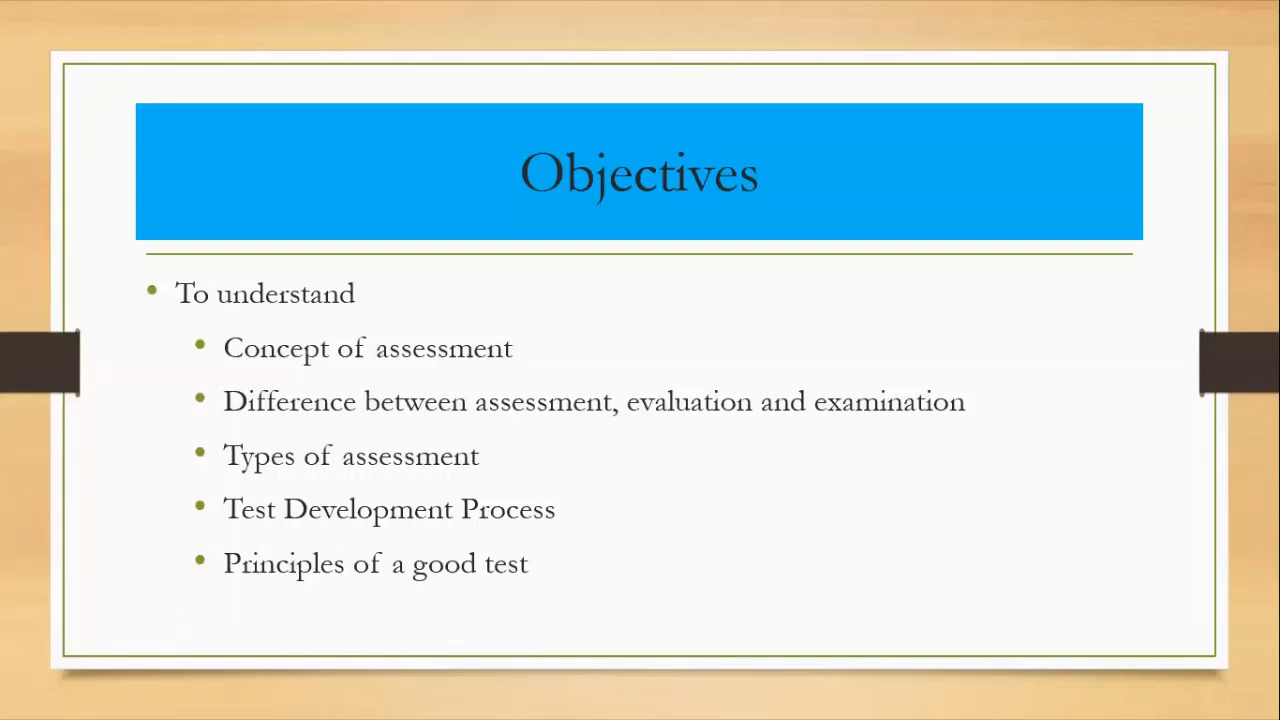 Objectives
• To understand
• Concept of assessment
• Difference between assessment, evaluation and examination
• Types of assessment
• Test Development Process
• Principles of a good test